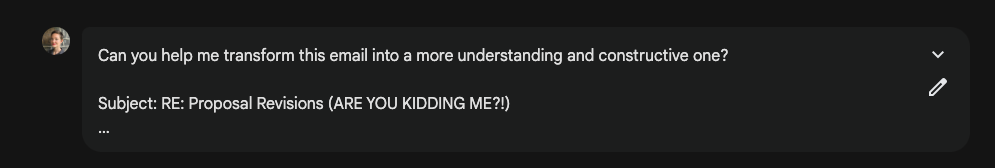 Can you help me transform this email into a more understanding and constructive one?
Subject: RE: Proposal Revisions (ARE YOU KIDDING ME?!)
...